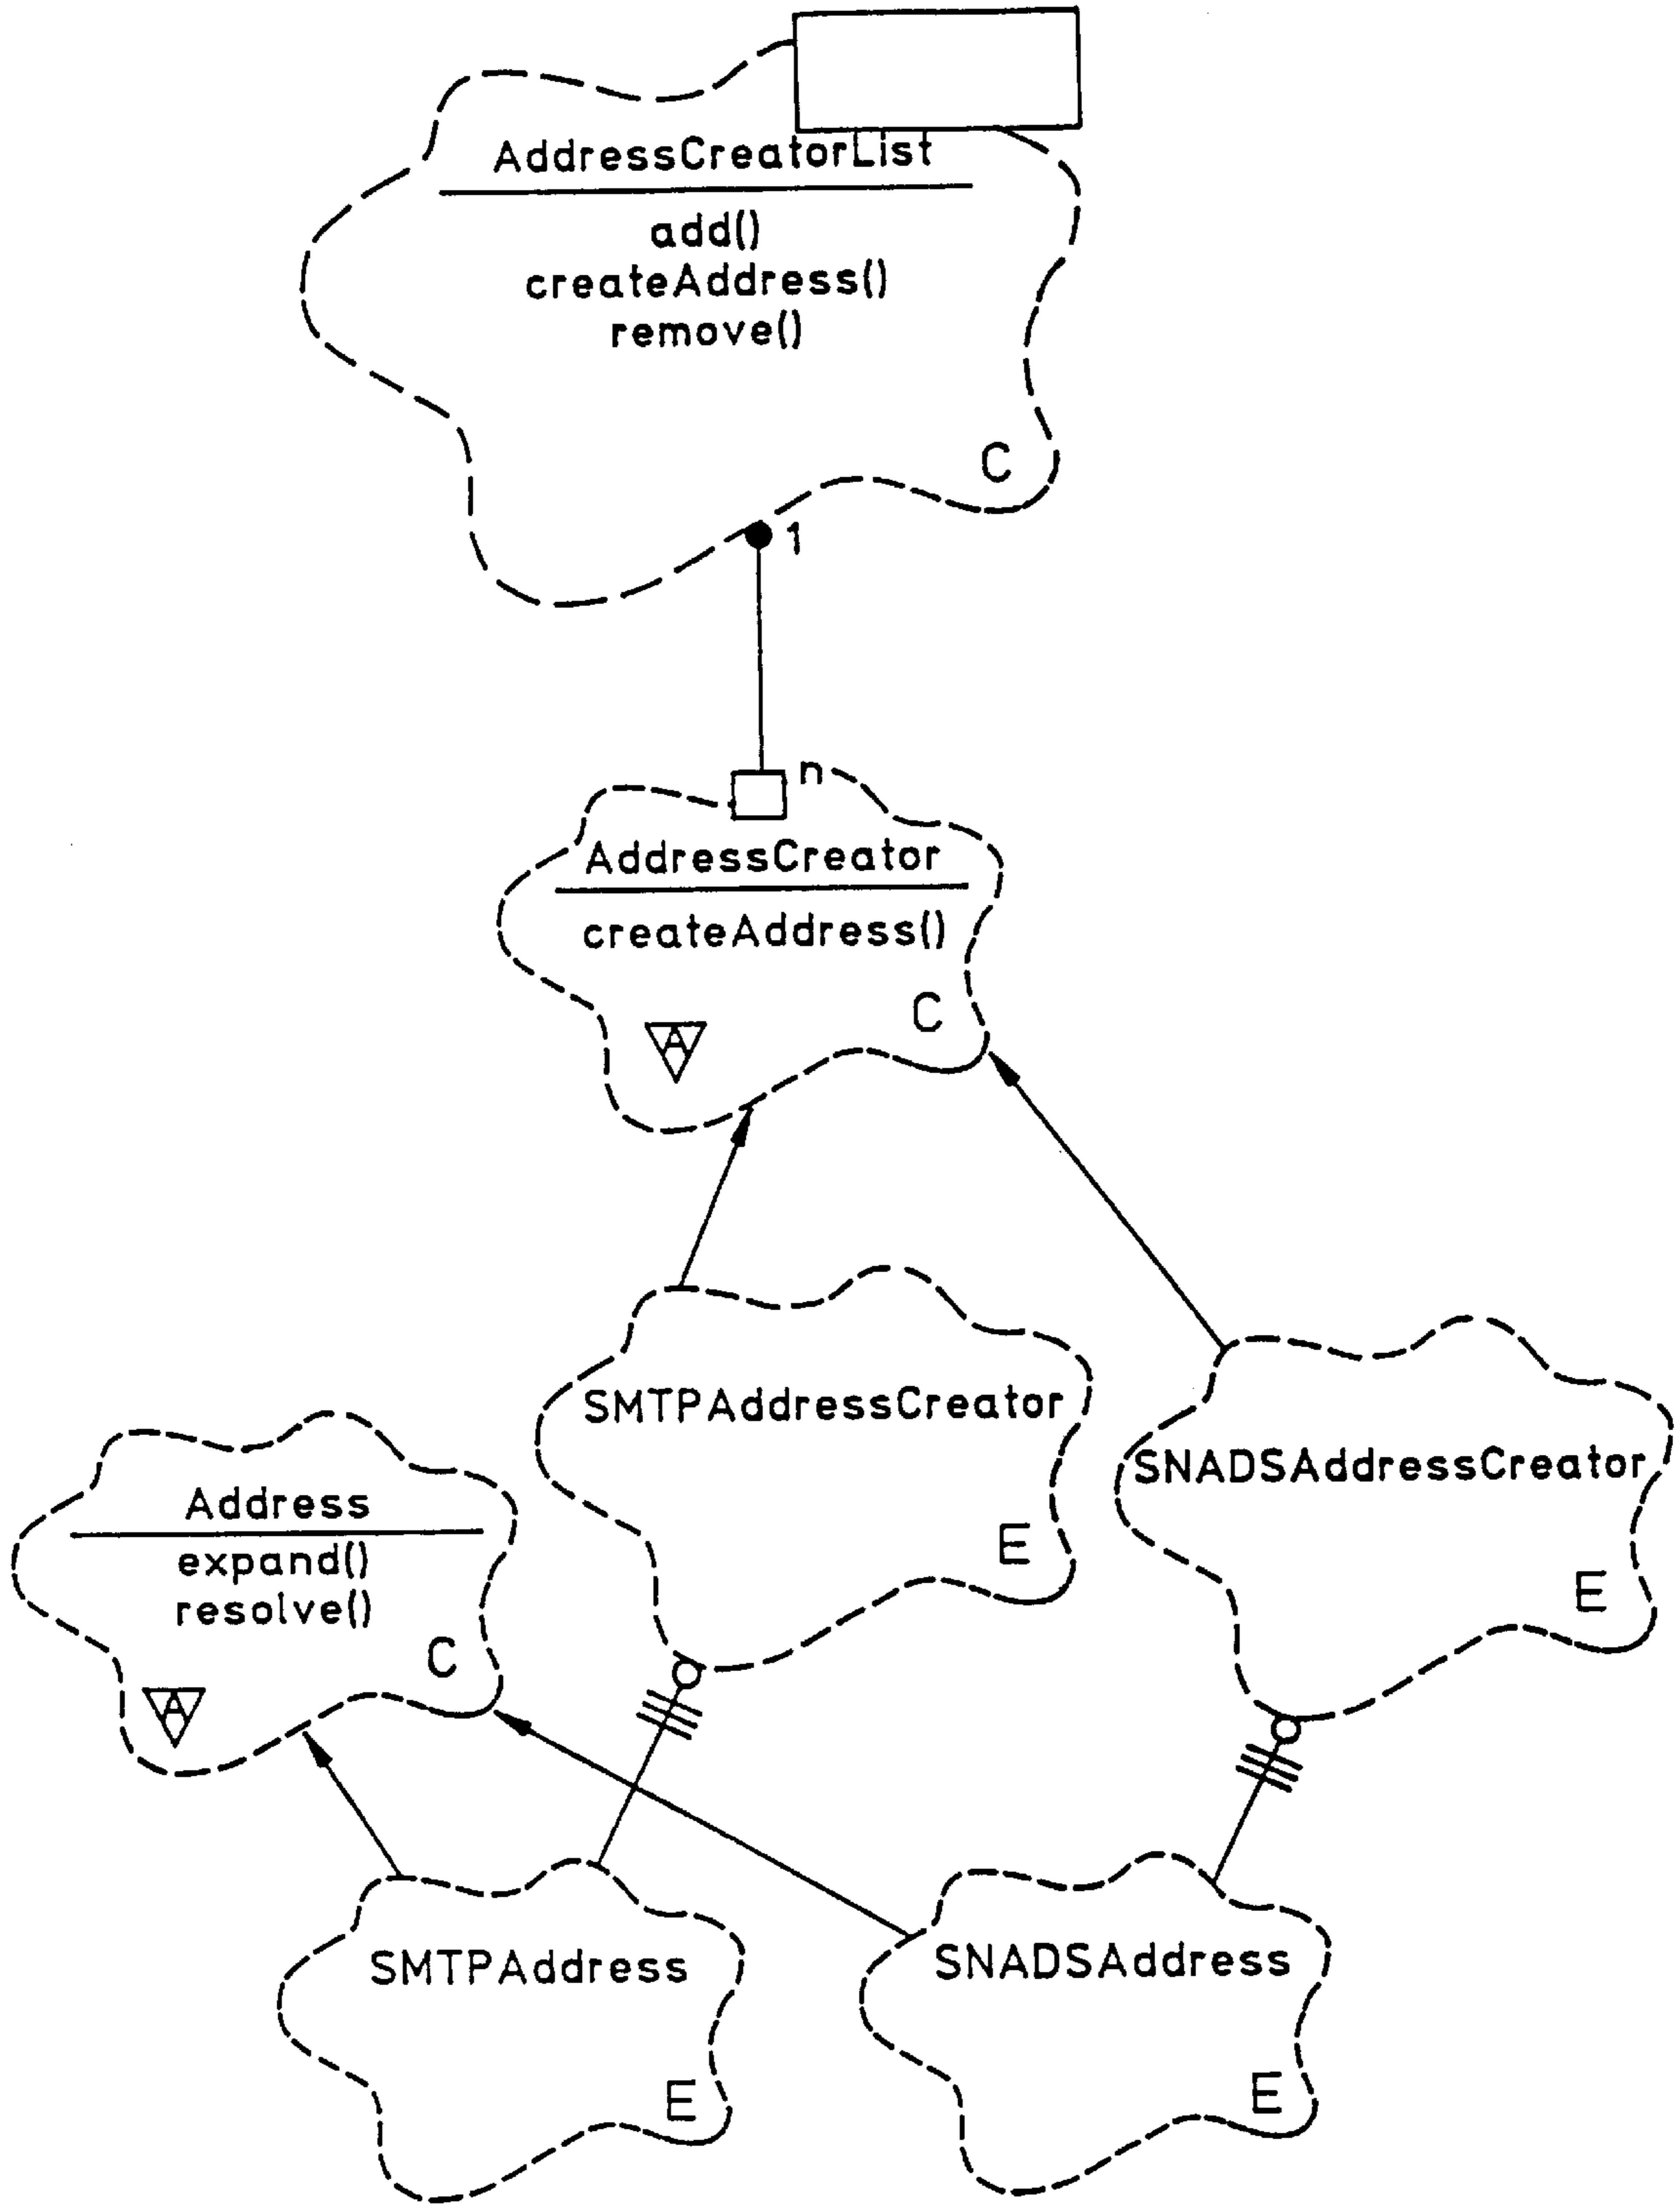 AddressCreatorList
add()
createAddress()
remove()
C
1
n
AddressCreator
createAddress()
C
A
SMTPAddressCreator
E
SNADSAddressCreator
E
Address
expand()
resolve()
C
A
SMTPAddress
E
SNADSAddress
E